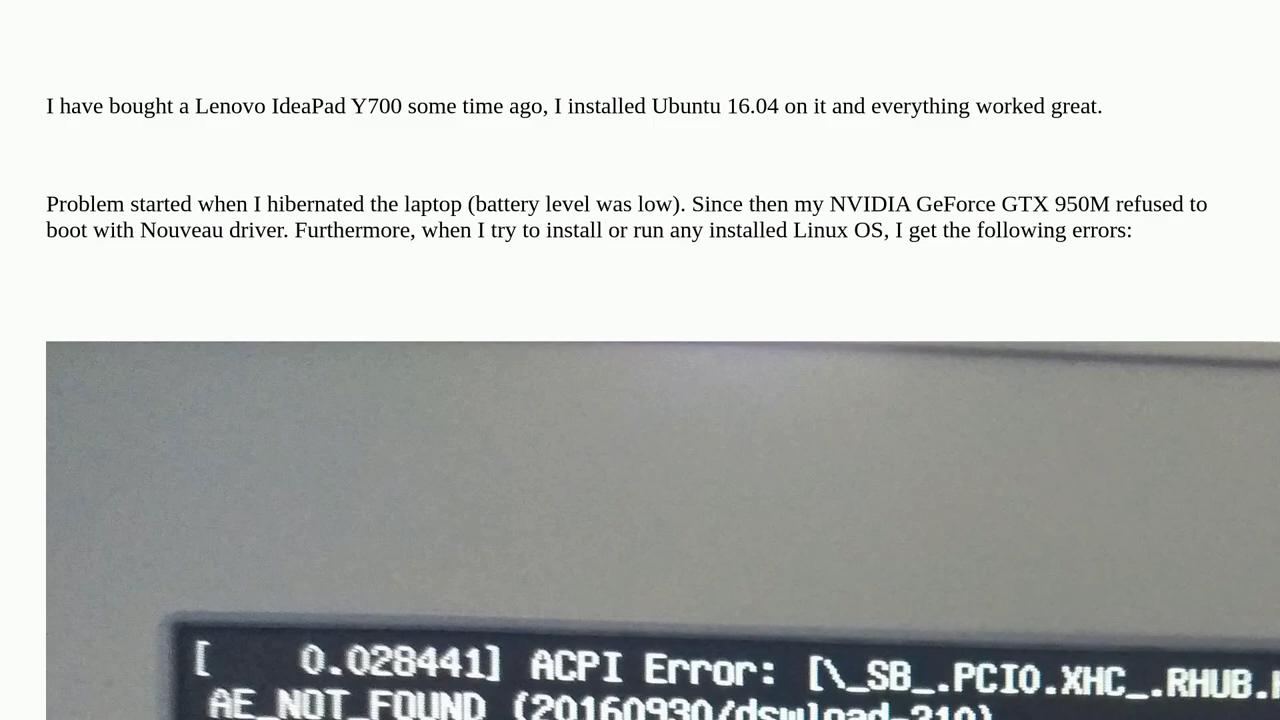 I have bought a Lenovo IdeaPad Y700 some time ago, I installed Ubuntu 16.04 on it and everything worked great.
Problem started when I hibernated the laptop (battery level was low). Since then my NVIDIA GeForce GTX 950M refused to
boot with Nouveau driver. Furthermore, when I try to install or run any installed Linux OS, I get the following errors:
[ 0.028441] ACPI Error: [\_SB_.PCI0.XHC_.RHUB.
AE_NOT_FOUND (20160930/dswload-210)